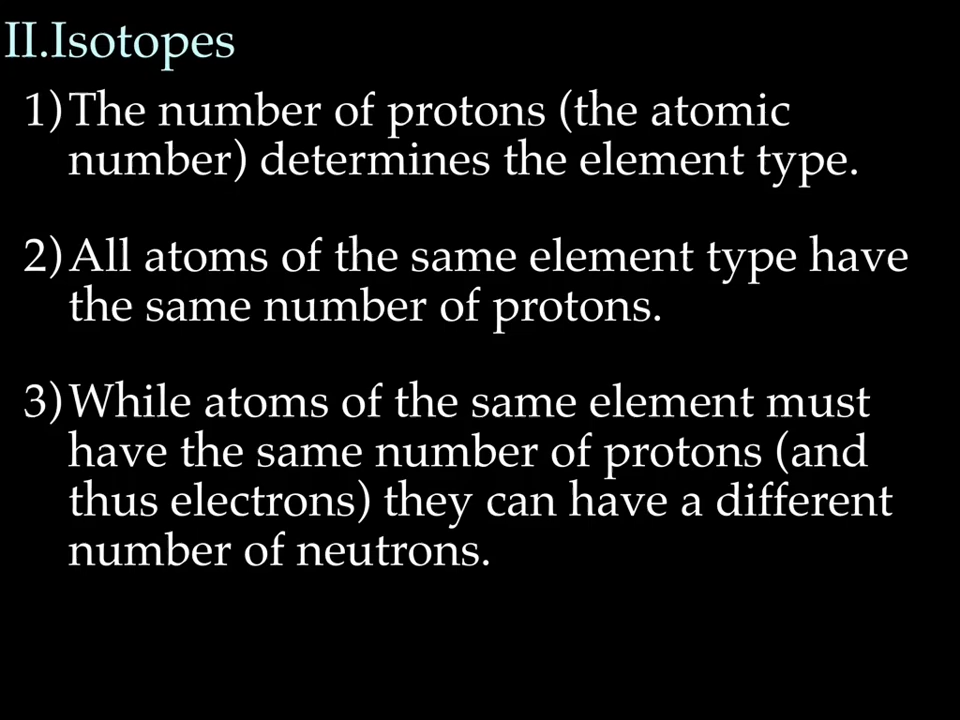 II.Isotopes
1)The number of protons (the atomic
number) determines the element type.
2)All atoms of the same element type have
the same number of protons.
3)While atoms of the same element must
have the same number of protons (and
thus electrons) they can have a different
number of neutrons.